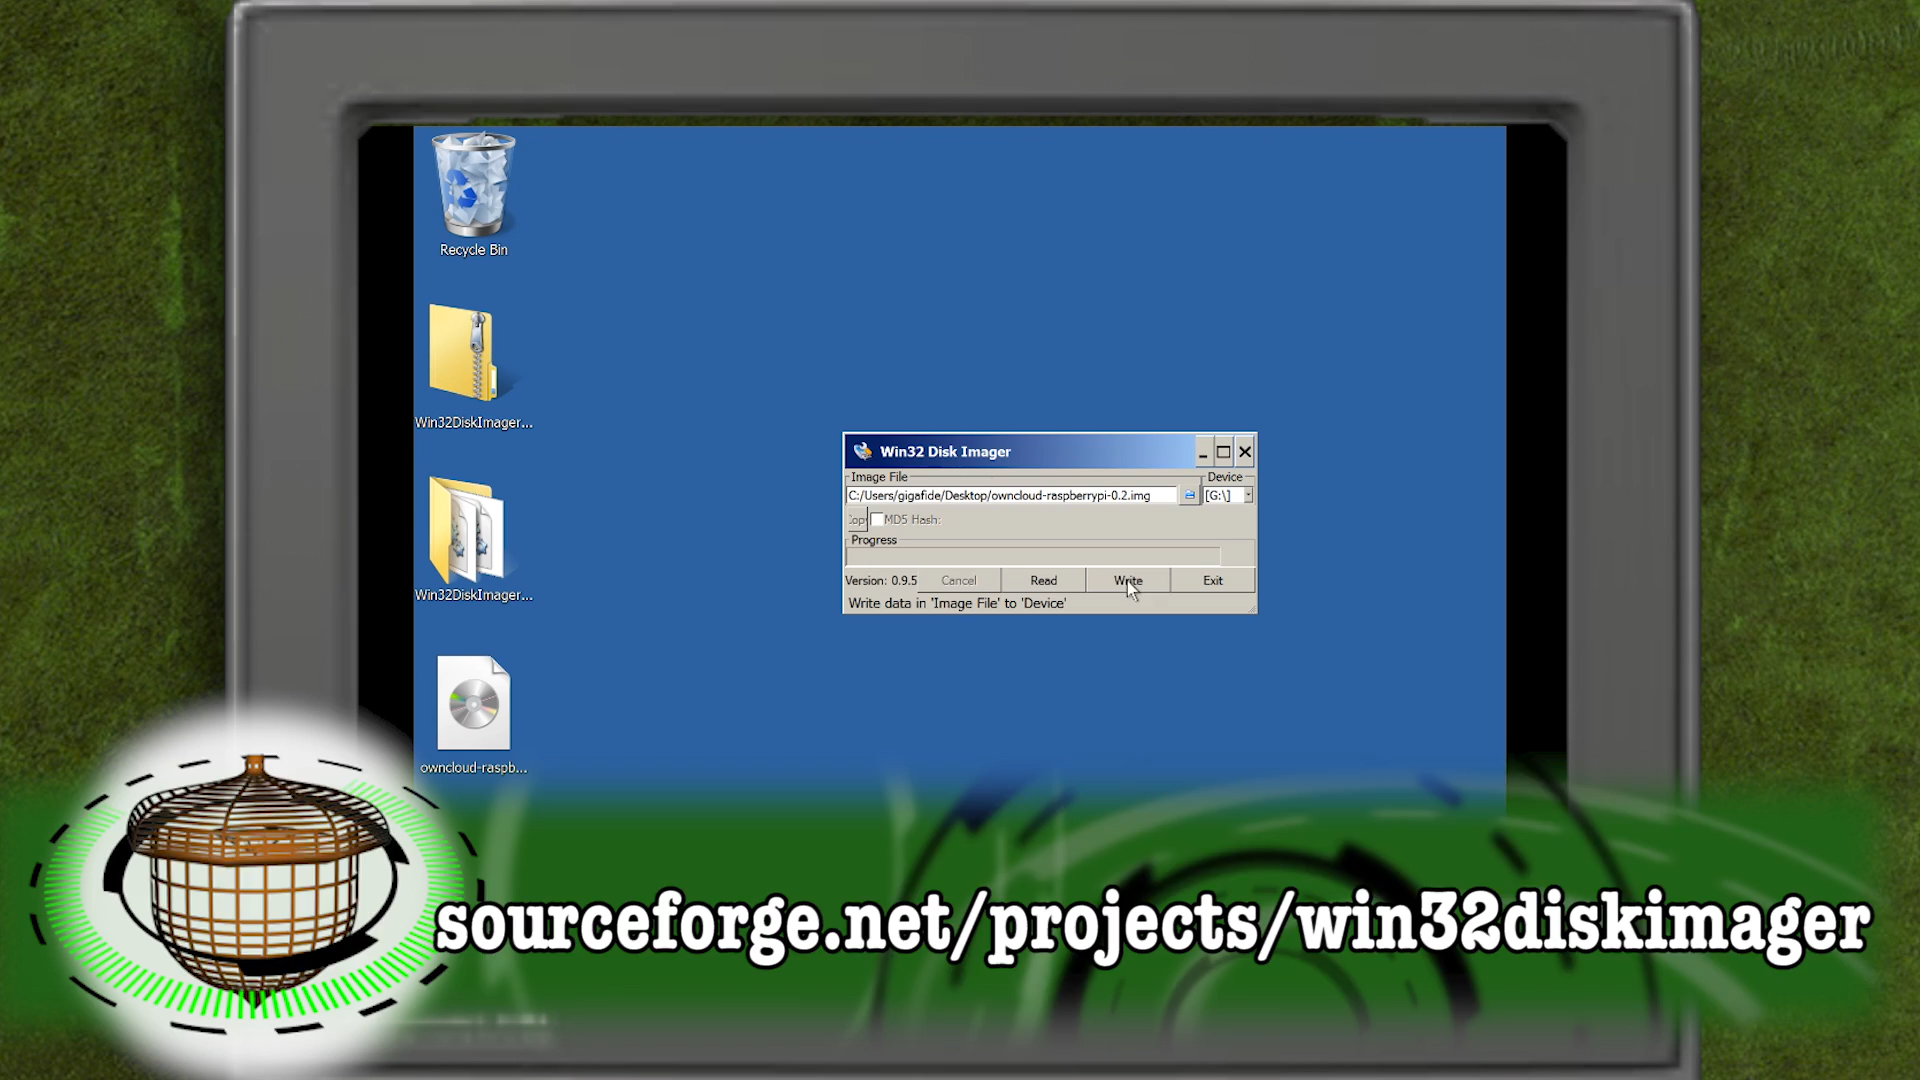 Recycle Bin
Win32DiskImager...
Win32DiskImager...
owncloud-raspb...
Win32 Disk Imager
Image File
Device
C:/Users/gigafide/Desktop/owncloud-raspberrypi-0.2.img
[G:\]
MD5 Hash:
Progress
Version: 0.9.5
Cancel
Read
Write
Exit
Write data in 'Image File' to 'Device'
sourceforge.net/projects/win32diskimager